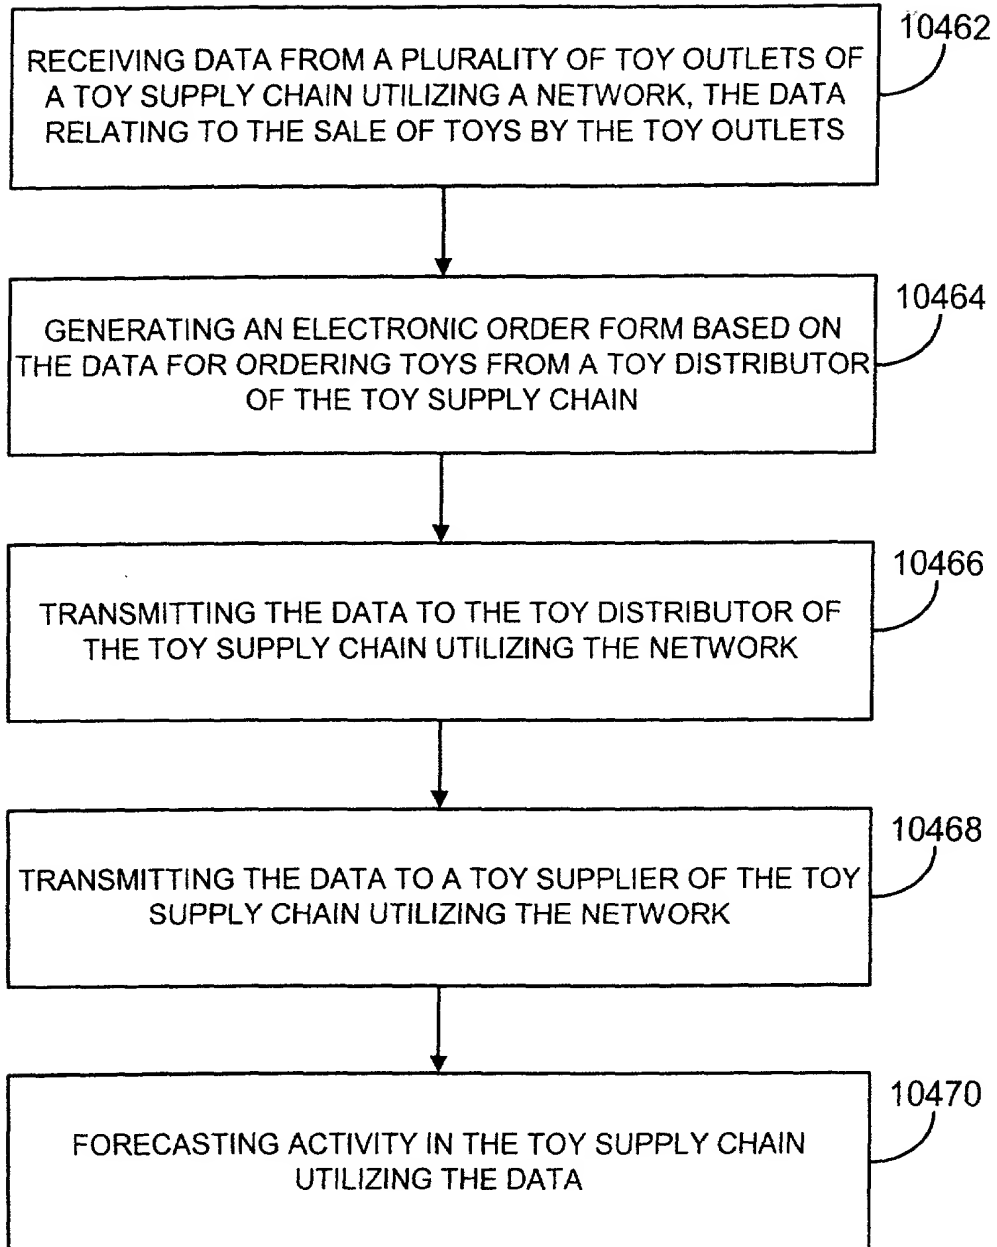 10462
RECEIVING DATA FROM A PLURALITY OF TOY OUTLETS OF
A TOY SUPPLY CHAIN UTILIZING A NETWORK, THE DATA
RELATING TO THE SALE OF TOYS BY THE TOY OUTLETS
10464
GENERATING AN ELECTRONIC ORDER FORM BASED ON
THE DATA FOR ORDERING TOYS FROM A TOY DISTRIBUTOR
OF THE TOY SUPPLY CHAIN
10466
TRANSMITTING THE DATA TO THE TOY DISTRIBUTOR OF
THE TOY SUPPLY CHAIN UTILIZING THE NETWORK
10468
TRANSMITTING THE DATA TO A TOY SUPPLIER OF THE TOY
SUPPLY CHAIN UTILIZING THE NETWORK
10470
FORECASTING ACTIVITY IN THE TOY SUPPLY CHAIN
UTILIZING THE DATA